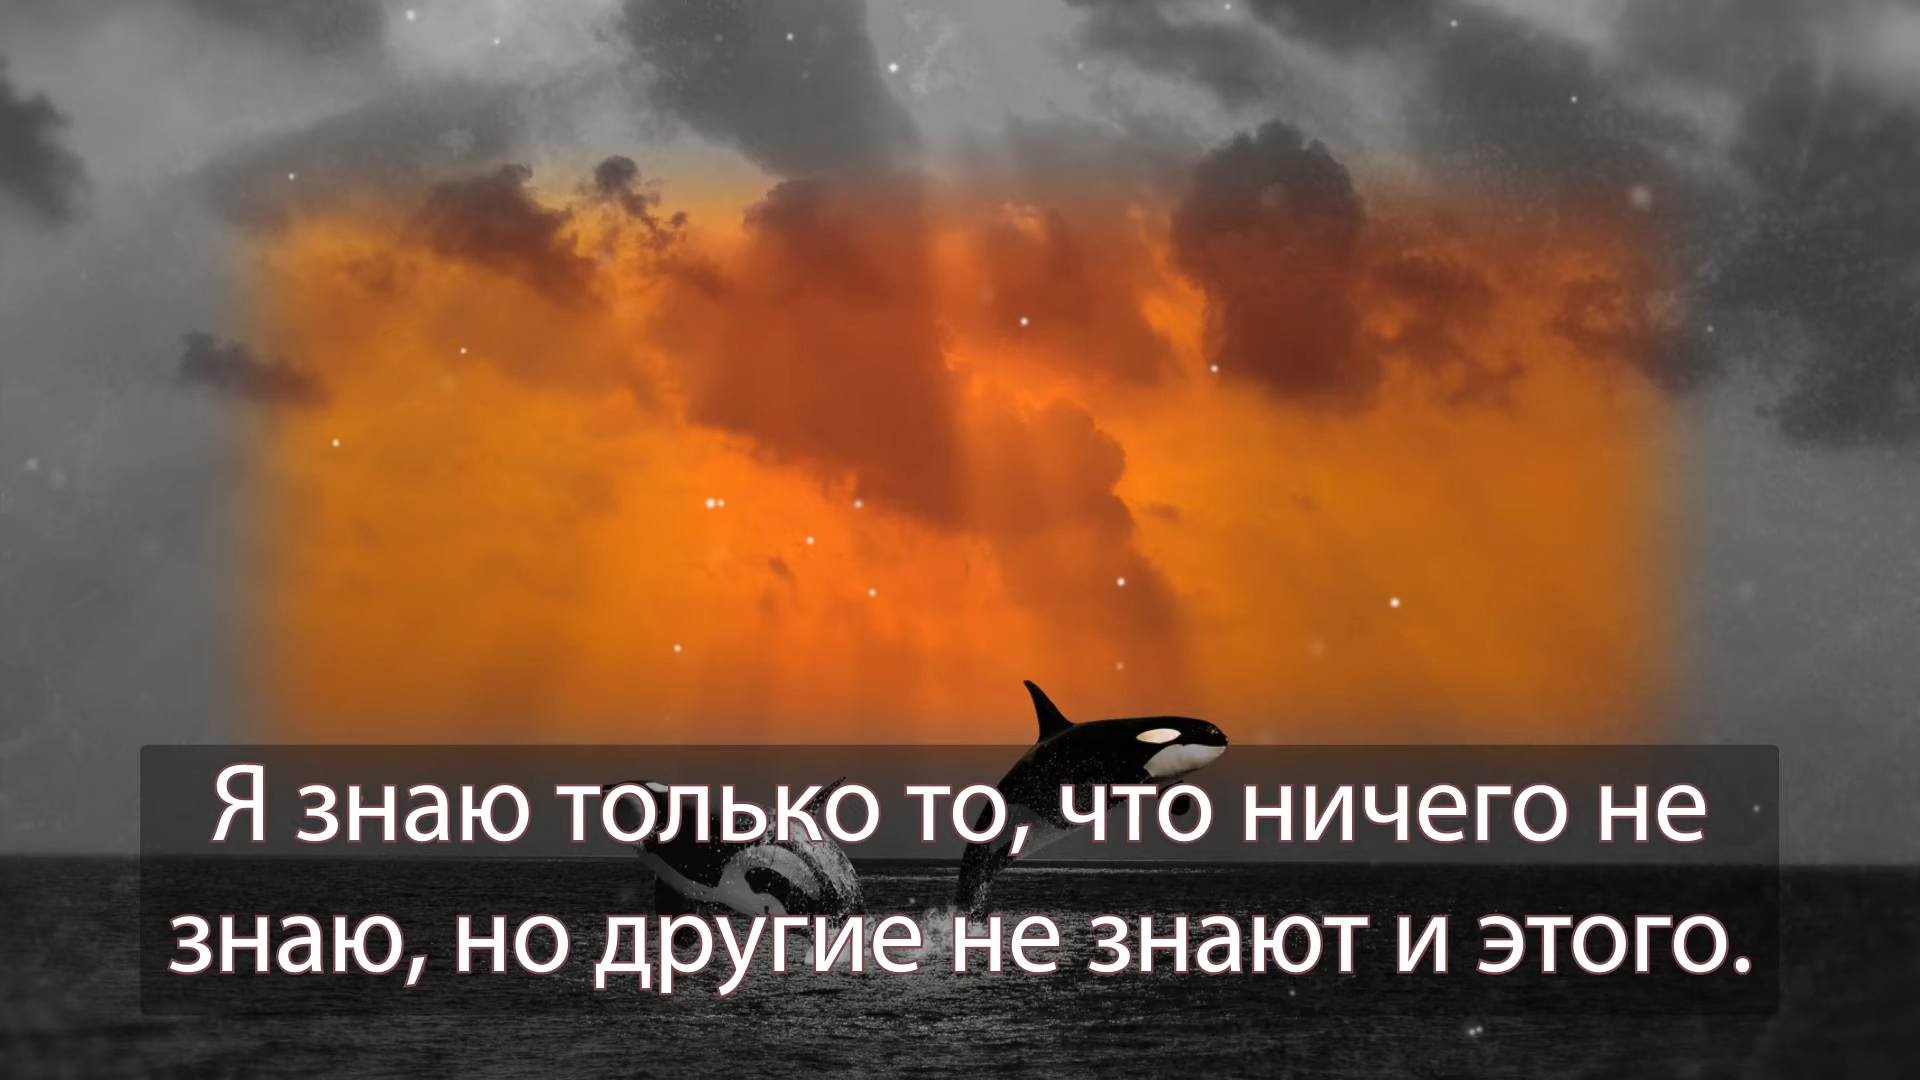 Я знаю только то, что ничего не
знаю, но другие не знают и этого.